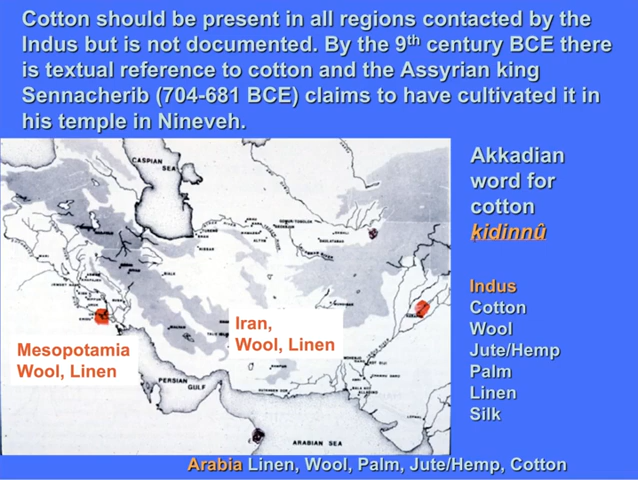 Cotton should be present in all regions contacted by the
Indus but is not documented. By the 9th century BCE there
is textual reference to cotton and the Assyrian king
Sennacherib (704-681 BCE) claims to have cultivated it in
his temple in Nineveh.
Akkadian
word for
cotton
ķidinnû
CASPIAN
SEA
Iran,
Wool, Linen
Mesopotamia
Wool, Linen
PERSIAN
GULF
ARABIAN SEA
Indus
Cotton
Wool
Jute/Hemp
Palm
Linen
Silk
Arabia Linen, Wool, Palm, Jute/Hemp, Cotton